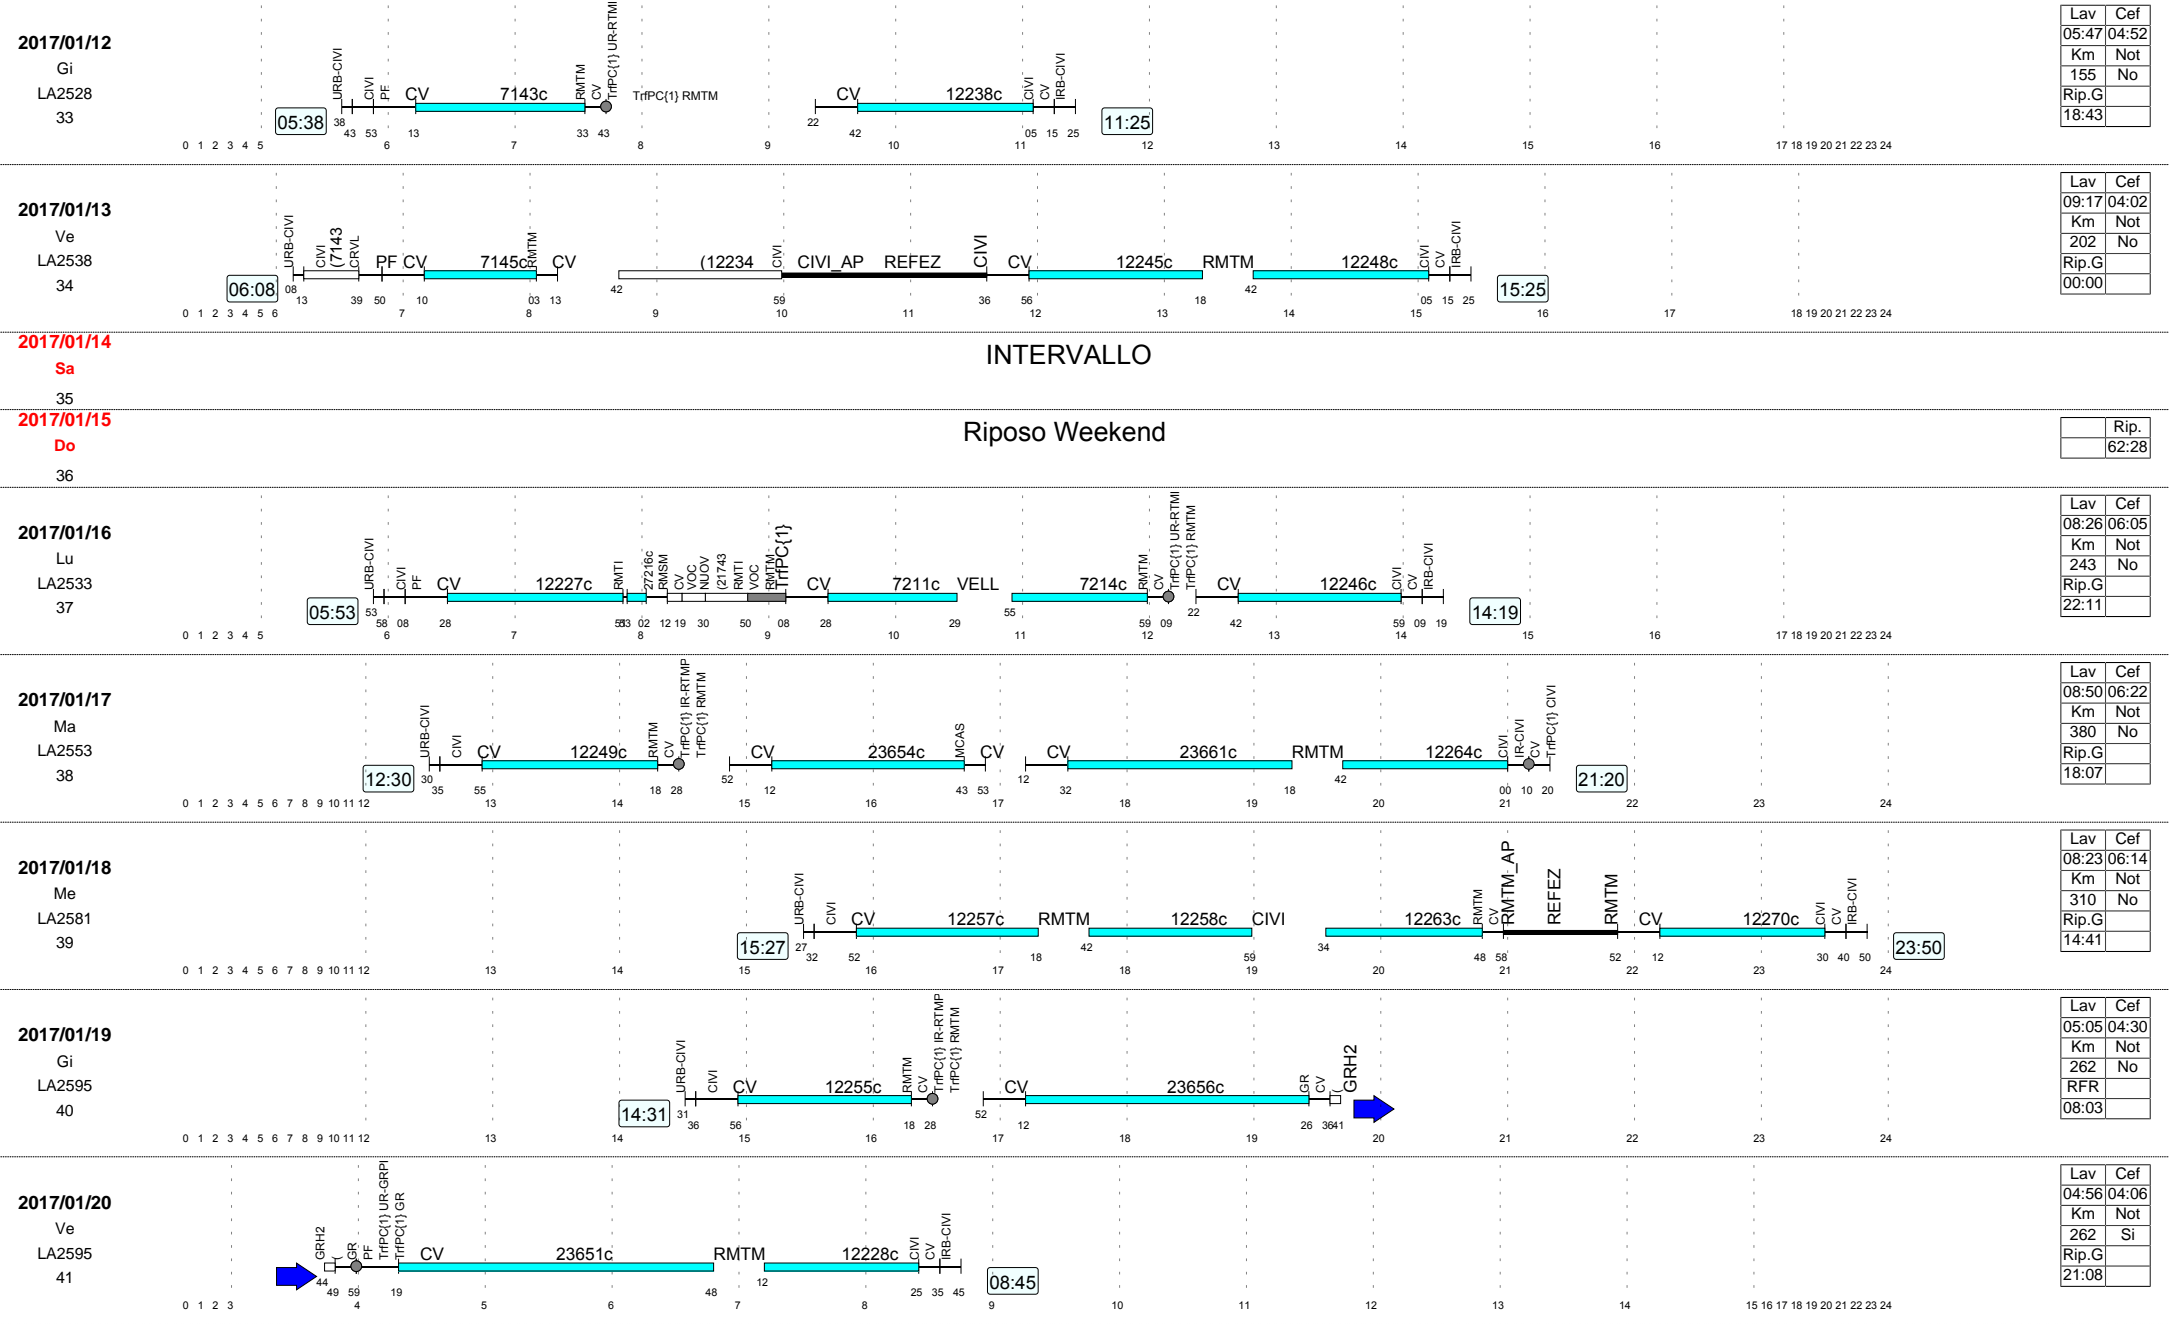 2017/01/12
Gi
LA2528
33
05:38
URB-CIVI CIVI PF CV 7143c RMTM CV TrfPC{1} UR-RTMI TrfPC{1} RMTM CV 12238c CIVI CV IRB-CIVI
38 43 53 13 33 43 22 42 05 15 25
11:25
0 1 2 3 4 5 6 7 8 9 10 11 12 13 14 15 16 17 18 19 20 21 22 23 24
Lav Cef
05:47 04:52
Km Not
155 No
Rip.G
18:43
2017/01/13
Ve
LA2538
34
06:08
URB-CIVI CIVI (7143 CRVL PF CV 7145c RMTM CV (12234 CIVI CIVI_AP REFEZ CIVI CV 12245c RMTM 12248c CIVI CV IRB-CIVI
08 13 39 50 10 03 13 42 59 36 56 18 42 05 15 25
15:25
0 1 2 3 4 5 6 7 8 9 10 11 12 13 14 15 16 17 18 19 20 21 22 23 24
Lav Cef
09:17 04:02
Km Not
202 No
Rip.G
00:00
2017/01/14
Sa
35
INTERVALLO
2017/01/15
Do
36
Riposo Weekend
Rip.
62:28
2017/01/16
Lu
LA2533
37
05:53
URB-CIVI CIVI PF CV 12227c RMTI 27216c RMSM CV VOC NUOV (21743 RMTI VOC RMTM TrfPC{1} CV 7211c VELL 7214c RMTM CV TrfPC{1} UR-RTMI TrfPC{1} RMTM CV 12246c CIVI CV IRB-CIVI
53 58 08 28 51 53 02 12 19 30 50 08 28 29 55 59 09 22 42 59 09 19
14:19
0 1 2 3 4 5 6 7 8 9 10 11 12 13 14 15 16 17 18 19 20 21 22 23 24
Lav Cef
08:26 06:05
Km Not
243 No
Rip.G
22:11
2017/01/17
Ma
LA2553
38
12:30
URB-CIVI CIVI CV 12249c RMTM CV TrfPC{1} IR-RTMP TrfPC{1} RMTM CV 23654c MCAS CV CV 23661c RMTM 12264c CIVI IR-CIVI CV TrfPC{1} CIVI
30 35 55 18 28 52 12 43 53 12 32 18 42 00 10 20
21:20
0 1 2 3 4 5 6 7 8 9 10 11 12 13 14 15 16 17 18 19 20 21 22 23 24
Lav Cef
08:50 06:22
Km Not
380 No
Rip.G
18:07
2017/01/18
Me
LA2581
39
15:27
URB-CIVI CIVI CV 12257c RMTM 12258c CIVI 12263c RMTM CV RMTM_AP REFEZ RMTM CV 12270c CIVI CV IRB-CIVI
27 32 52 18 42 59 34 48 58 52 12 30 40 50
23:50
0 1 2 3 4 5 6 7 8 9 10 11 12 13 14 15 16 17 18 19 20 21 22 23 24
Lav Cef
08:23 06:14
Km Not
310 No
Rip.G
14:41
2017/01/19
Gi
LA2595
40
14:31
URB-CIVI CIVI CV 12255c RMTM CV TrfPC{1} IR-RTMP TrfPC{1} RMTM CV 23656c GR CV ( GRH2
31 36 56 18 28 52 12 26 36 41
0 1 2 3 4 5 6 7 8 9 10 11 12 13 14 15 16 17 18 19 20 21 22 23 24
Lav Cef
05:05 04:30
Km Not
262 No
RFR
08:03
2017/01/20
Ve
LA2595
41
GRH2 ( GR PF TrfPC{1} UR-GRPI TrfPC{1} GR CV 23651c RMTM 12228c CIVI CV IRB-CIVI
44 49 59 19 48 12 25 35 45
08:45
0 1 2 3 4 5 6 7 8 9 10 11 12 13 14 15 16 17 18 19 20 21 22 23 24
Lav Cef
04:56 04:06
Km Not
262 Si
Rip.G
21:08